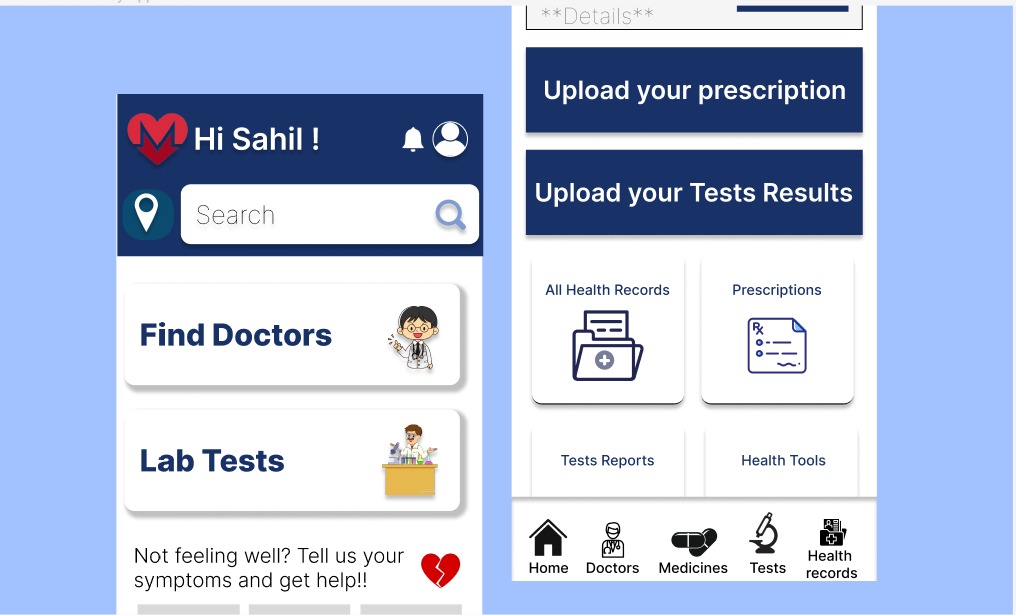 Hi Sahil !
Search
Find Doctors
Lab Tests
Not feeling well? Tell us your
symptoms and get help!!
**Details**
Upload your prescription
Upload your Tests Results
All Health Records
Prescriptions
Rx
Tests Reports
Health Tools
Home
Doctors
Medicines
Tests
Health
records